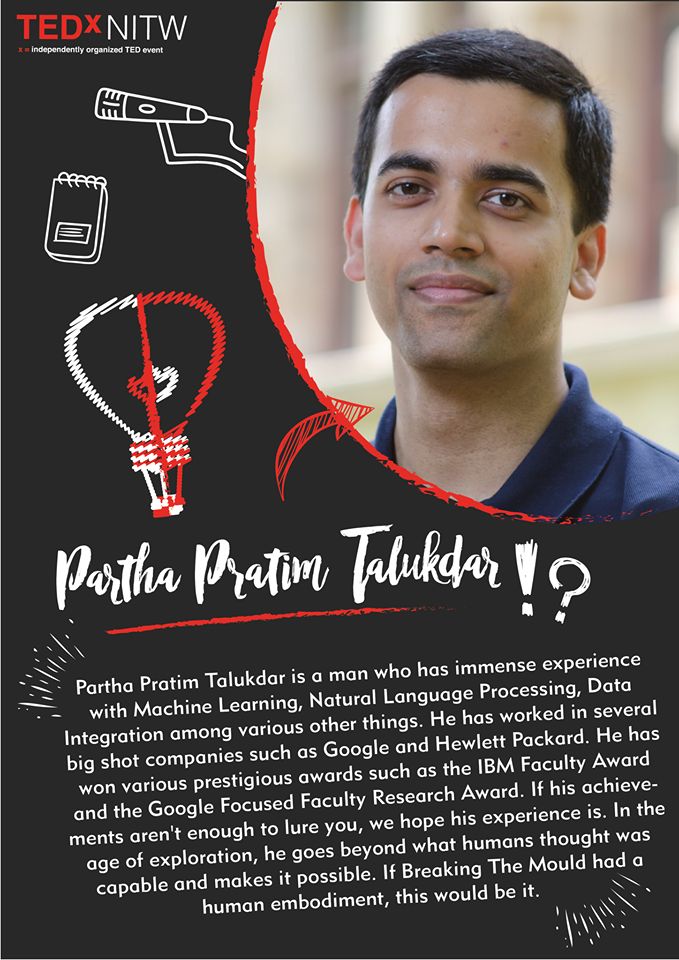 TEDxNITW
x = independently organized TED event
Partha Pratim Talukdar !?
Partha Pratim Talukdar is a man who has immense experience
with Machine Learning, Natural Language Processing, Data
Integration among various other things. He has worked in several
big shot companies such as Google and Hewlett Packard. He has
won various prestigious awards such as the IBM Faculty Award
and the Google Focused Faculty Research Award. If his achieve-
ments aren't enough to lure you, we hope his experience is. In the
age of exploration, he goes beyond what humans thought was
capable and makes it possible. If Breaking The Mould had a
human embodiment, this would be it.